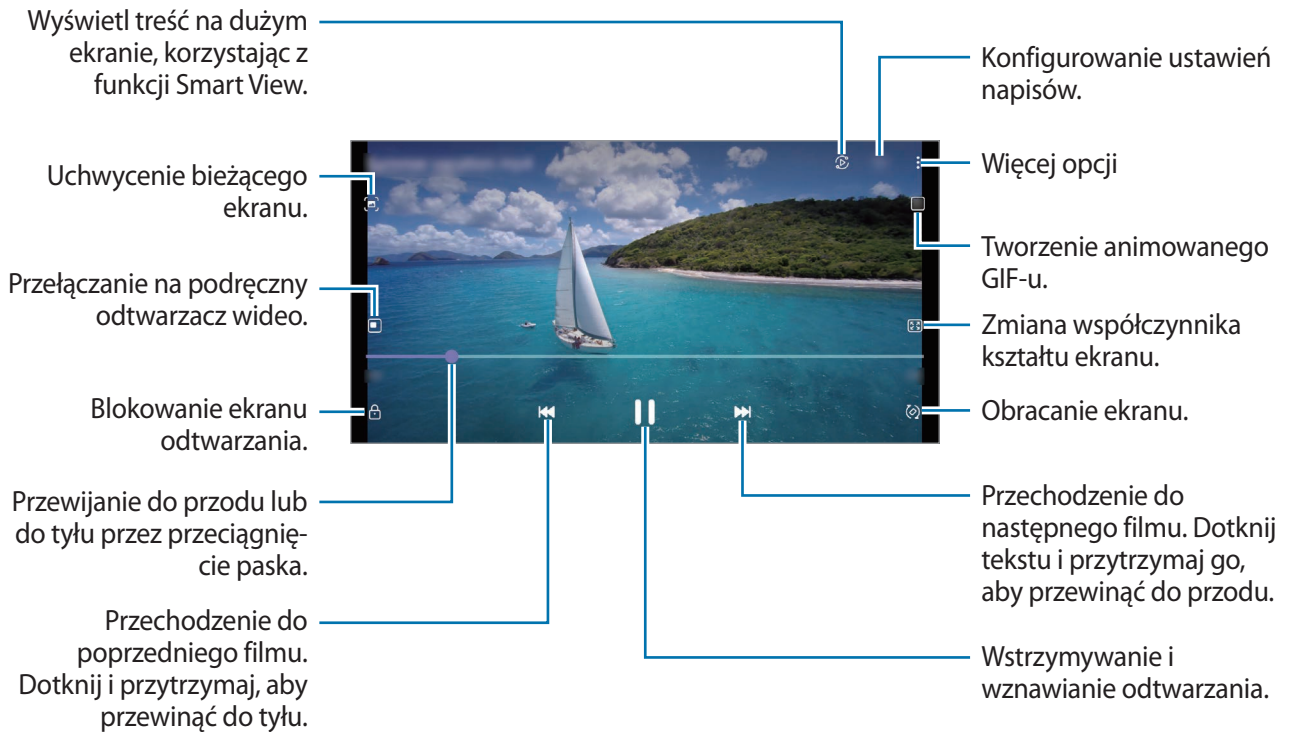 Wyświetl treść na dużym
ekranie, korzystając z
funkcji Smart View.
Konfigurowanie ustawień
napisów.
Uchwycenie bieżącego
ekranu.
Więcej opcji
Tworzenie animowanego
GIF-u.
Przełączanie na podręczny
odtwarzacz wideo.
Zmiana współczynnika
kształtu ekranu.
Blokowanie ekranu
odtwarzania.
Obracanie ekranu.
Przewijanie do przodu lub
do tyłu przez przeciągnię-
cie paska.
Przechodzenie do
następnego filmu. Dotknij
tekstu i przytrzymaj go,
aby przewinąć do przodu.
Przechodzenie do
poprzedniego filmu.
Dotknij i przytrzymaj, aby
przewinąć do tyłu.
Wstrzymywanie i
wznawianie odtwarzania.